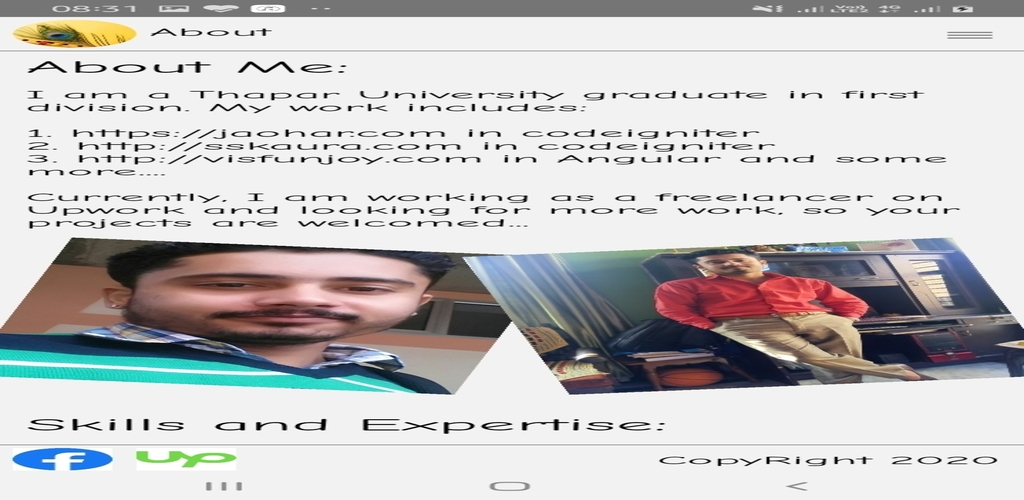 08:31
Vo)) 4G
LTE2
About
About Me:
I am a Thapar University graduate in first
division. My work includes:
1. https://jaohar.com in codeigniter
2. http://sskaura.com in codeigniter
3. http://visfunjoy.com in Angular and some
more....
Currently, I am working as a freelancer on
Upwork and looking for more work, so your
projects are welcomed...
Skills and Expertise:
f up CopyRight 2020